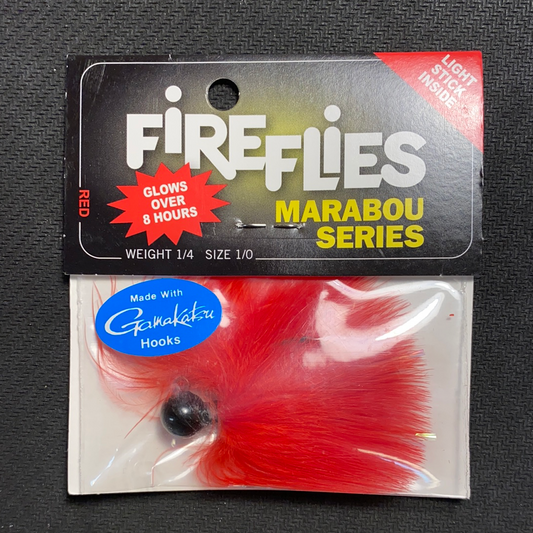 LIGHT
STICK
INSIDE
FiREFLiES
GLOWS
OVER
8 HOURS
MARABOU
SERIES
RED
WEIGHT 1/4 SIZE 1/0
Made With
Gamakatsu
Hooks